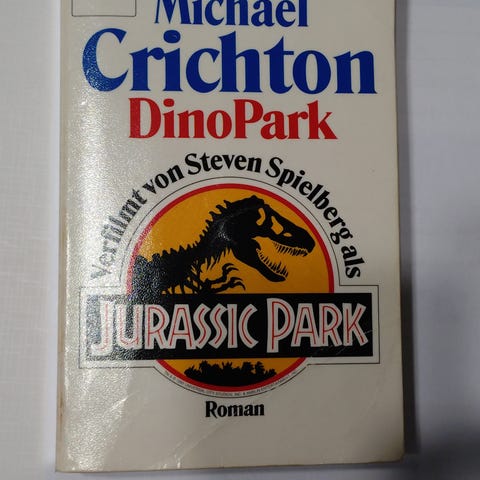 Michael
Crichton
DinoPark
Verfilmt von Steven Spielberg als
JURASSIC PARK
Roman